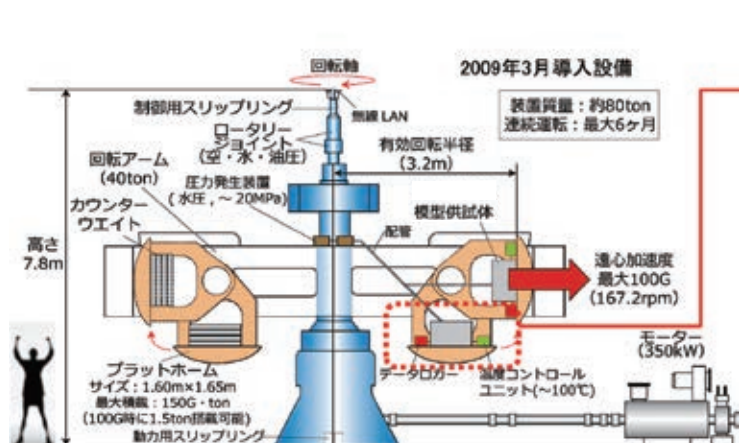 回転軸
2009年3月導入設備
制御用スリップリング
無線 LAN
装置質量：約80ton
連続運転：最大6ヶ月
ロータリー
ジョイント
(空・水・油圧)
有効回転半径
(3.2m)
回転アーム
(40ton)
圧力発生装置
(水圧，～20MPa)
模型供試体
カウンター
ウエイト
配管
高さ
7.8m
遠心加速度
最大100G
(167.2rpm)
モーター
(350kW)
プラットホーム
サイズ：1.60m×1.65m
最大積載：150G・ton
(100G時に1.5ton搭載可能)
データロガー
温度コントロール
ユニット(～100℃)
動力用スリップリング